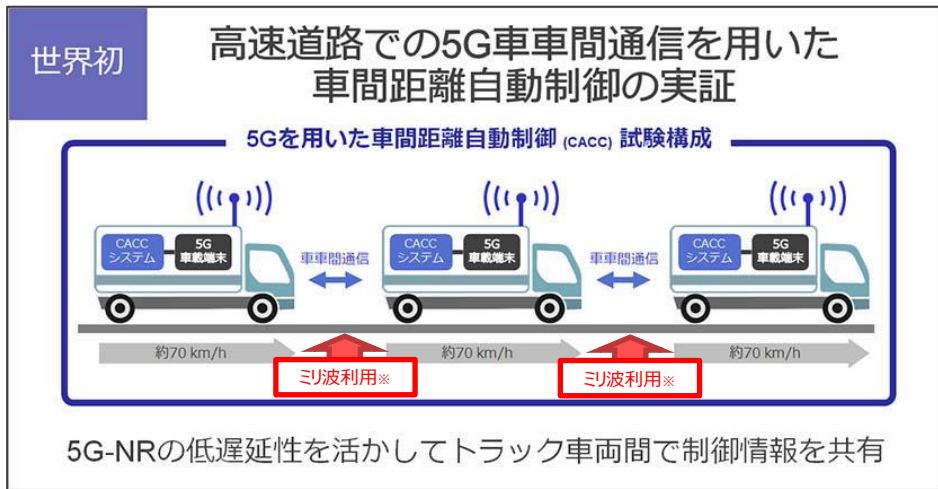 世界初
高速道路での5G車車間通信を用いた
車間距離自動制御の実証
5Gを用いた車間距離自動制御 (CACC) 試験構成
CACC
システム
5G
車載端末
車車間通信
CACC
システム
5G
車載端末
車車間通信
CACC
システム
5G
車載端末
約70 km/h
約70 km/h
約70 km/h
ミリ波利用※
ミリ波利用※
5G-NRの低遅延性を活かしてトラック車両間で制御情報を共有